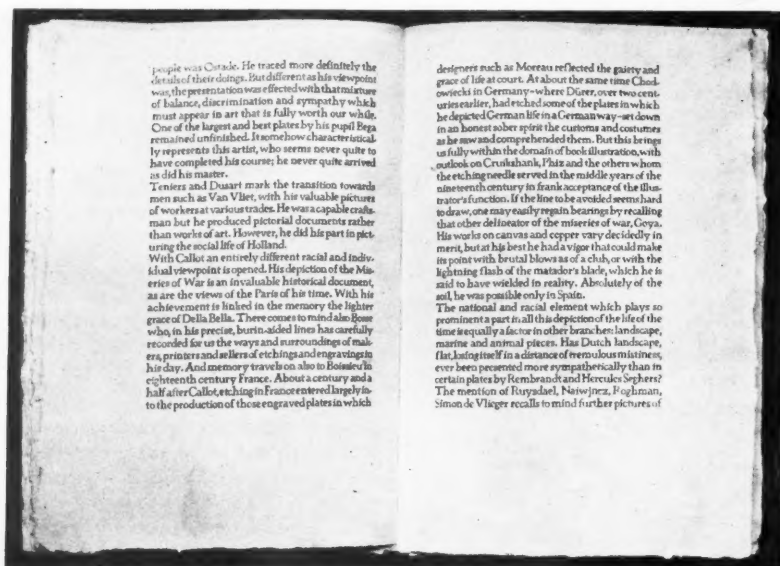 people was Ostade. He traced more definitely the
details of their doings. But different as his viewpoint
was, the presentation was effected with that mixture
of balance, discrimination and sympathy which
must appear in art that is fully worth our while.
One of the largest and best plates by his pupil Bega
remained unfinished. It somehow characteristical-
ly represents this artist, who seems never quite to
have completed his course; he never quite arrived
as did his master.
Teniers and Dusart mark the transition towards
men such as Van Vliet, with his valuable pictures
of workers at various trades. He was a capable crafts-
man but he produced pictorial documents rather
than works of art. However, he did his part in pict-
uring the social life of Holland.
With Callot an entirely different racial and indiv-
idual viewpoint is opened. His depiction of the Mis-
eries of War is an invaluable historical document,
as are the views of the Paris of his time. With his
achievement is linked in the memory the lighter
grace of Della Bella. There comes to mind also Bosse
who, in his precise, burin-aided lines has carefully
recorded for us the ways and surroundings of mak-
ers, printers and sellers of etchings and engravings in
his day. And memory travels on also to Boissieu in
eighteenth century France. About a century and a
half after Callot, etching in France entered largely in-
to the production of those engraved plates in which
designers such as Moreau reflected the gaiety and
grace of life at court. At about the same time Chod-
owiecki in Germany–where Dürer, over two cent-
uries earlier, had etched some of the plates in which
he depicted German life in a German way–set down
in an honest sober spirit the customs and costumes
as he saw and comprehended them. But this brings
us fully within the domain of book illustration, with
outlook on Cruikshank, Phiz and the others whom
the etching needle served in the middle years of the
nineteenth century in frank acceptance of the illus-
trator's function. If the line to be avoided seems hard
to draw, one may easily regain bearings by recalling
that other delineator of the miseries of war, Goya.
His works on canvas and copper vary decidedly in
merit, but at his best he had a vigor that could make
its point with brutal blows as of a club, or with the
lightning flash of the matador's blade, which he is
said to have wielded in reality. Absolutely of the
soil, he was possible only in Spain.
The national and racial element which plays so
prominent a part in all this depiction of the life of the
time is equally a factor in other branches: landscape,
marine and animal pieces. Has Dutch landscape,
flat, losing itself in a distance of tremulous mistiness,
ever been presented more sympathetically than in
certain plates by Rembrandt and Hercules Seghers?
The mention of Ruysdael, Naiwjncx, Roghman,
Simon de Vlieger recalls to mind further pictures of